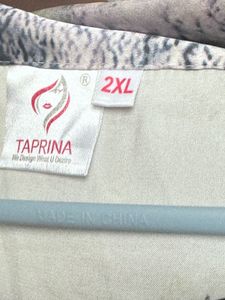 ®
2XL
TAPRINA
We Design What U Desire
MADE IN CHINA